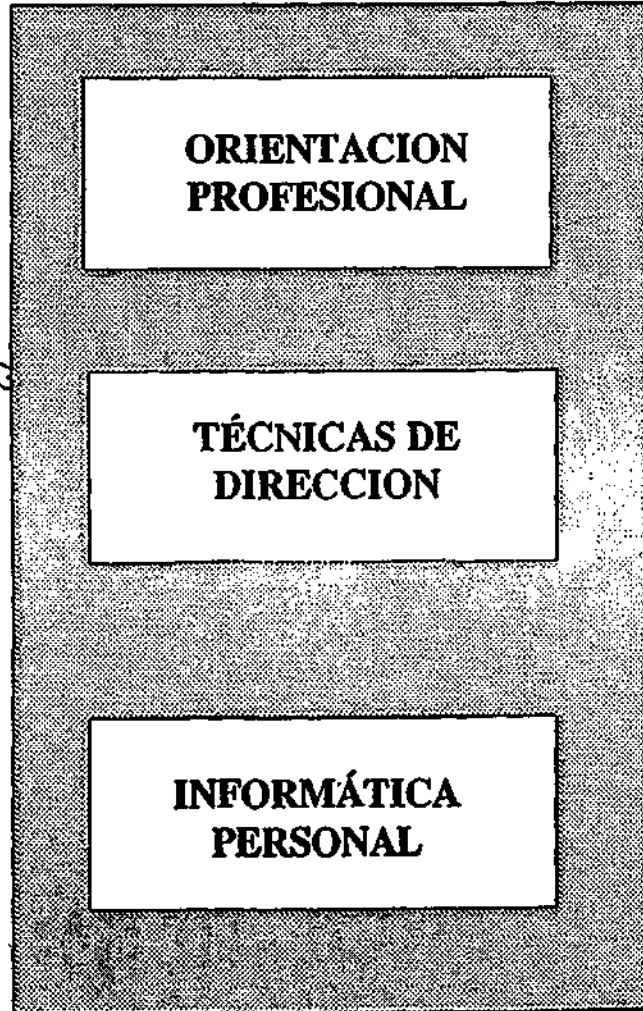 ORIENTACION
PROFESIONAL
TÉCNICAS DE
DIRECCION
INFORMÁTICA
PERSONAL